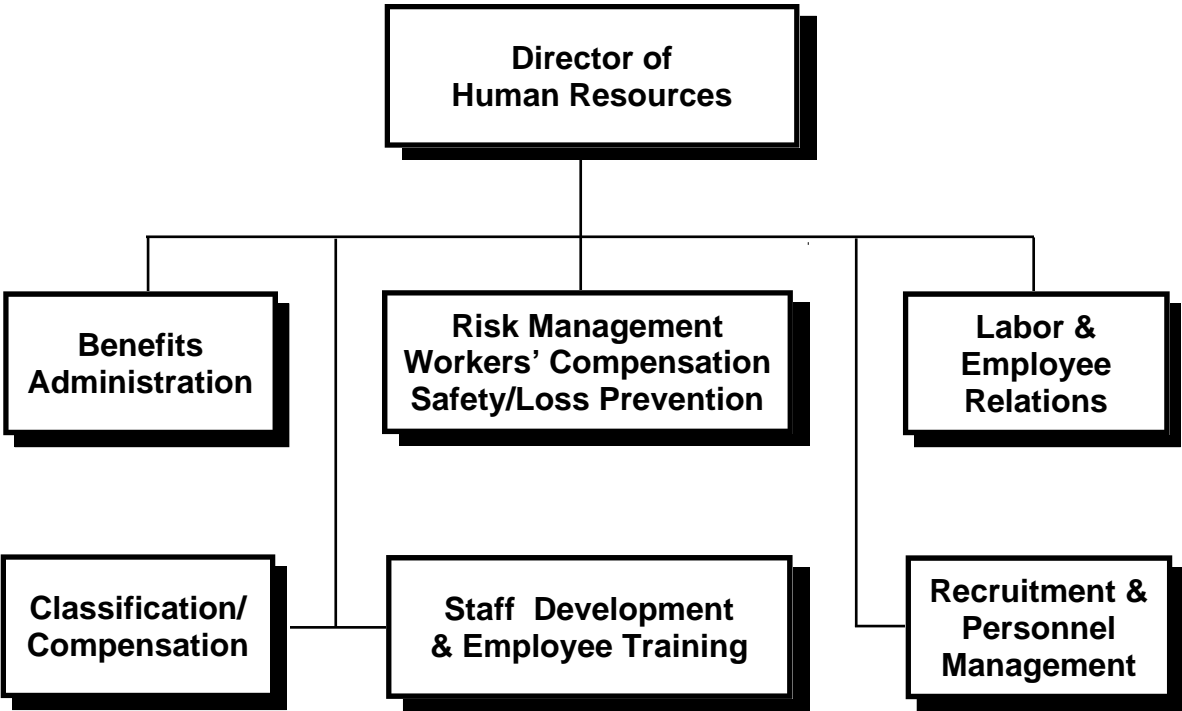 Director of
Human Resources
Benefits
Administration
Risk Management
Workers’ Compensation
Safety/Loss Prevention
Labor &
Employee
Relations
Classification/
Compensation
Staff Development
& Employee Training
Recruitment &
Personnel
Management